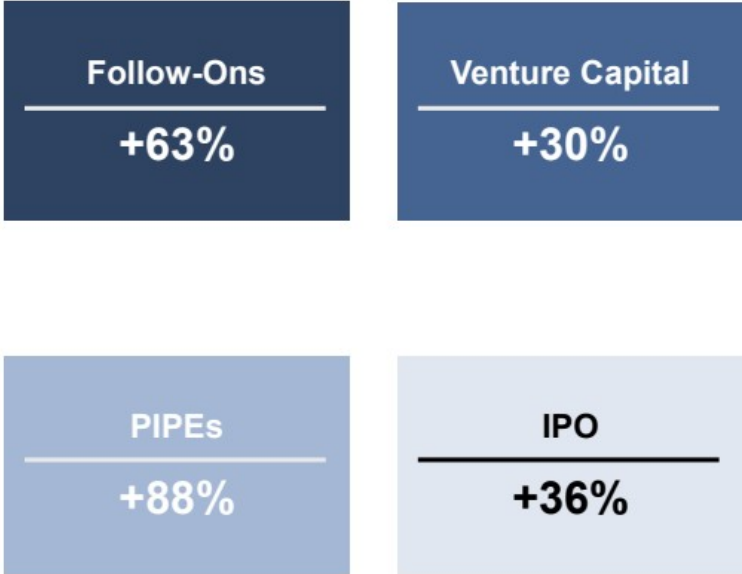 Follow-Ons
+63%
Venture Capital
+30%
PIPEs
+88%
IPO
+36%